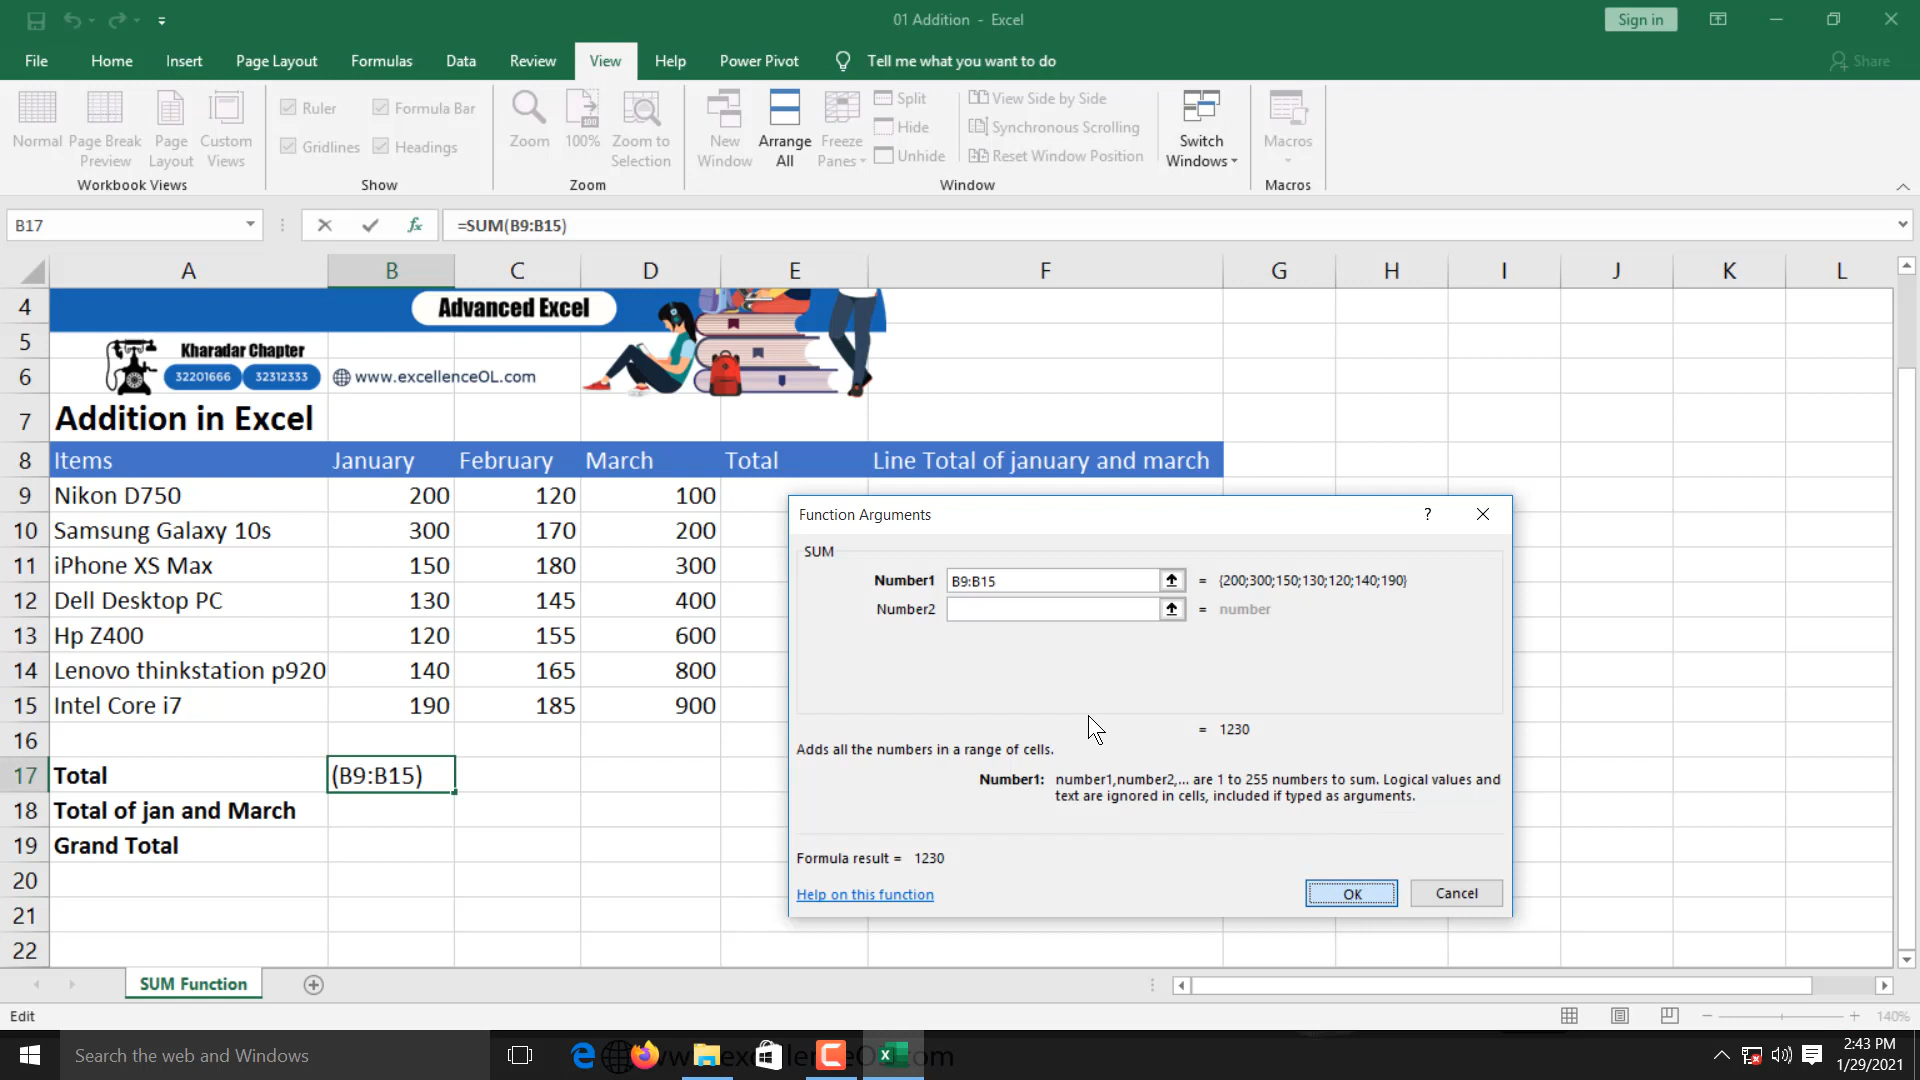 01 Addition - Excel
Sign in
File Home Insert Page Layout Formulas Data Review View Help Power Pivot Tell me what you want to do Share
Normal
Page Break Preview
Page Layout
Custom Views
Workbook Views
Ruler
Formula Bar
Gridlines
Headings
Show
Zoom
100%
Zoom to Selection
Zoom
New Window
Arrange All
Freeze Panes
Split
Hide
Unhide
View Side by Side
Synchronous Scrolling
Reset Window Position
Window
Switch Windows
Macros
Macros
B17 fx =SUM(B9:B15)
A B C D E F G H I J K L
4 Advanced Excel
5 Kharadar Chapter
6 32201666 32312333 www.excellenceOL.com
7 Addition in Excel
8 Items January February March Total Line Total of january and march
9 Nikon D750 200 120 100
10 Samsung Galaxy 10s 300 170 200
11 iPhone XS Max 150 180 300
12 Dell Desktop PC 130 145 400
13 Hp Z400 120 155 600
14 Lenovo thinkstation p920 140 165 800
15 Intel Core i7 190 185 900
16
17 Total (B9:B15)
18 Total of jan and March
19 Grand Total
20
21
22
Function Arguments ?
SUM
Number1 B9:B15 = {200;300;150;130;120;140;190}
Number2 = number
= 1230
Adds all the numbers in a range of cells.
Number1: number1,number2,... are 1 to 255 numbers to sum. Logical values and
text are ignored in cells, included if typed as arguments.
Formula result = 1230
Help on this function OK Cancel
SUM Function
Edit 140%
Search the web and Windows
2:43 PM
1/29/2021